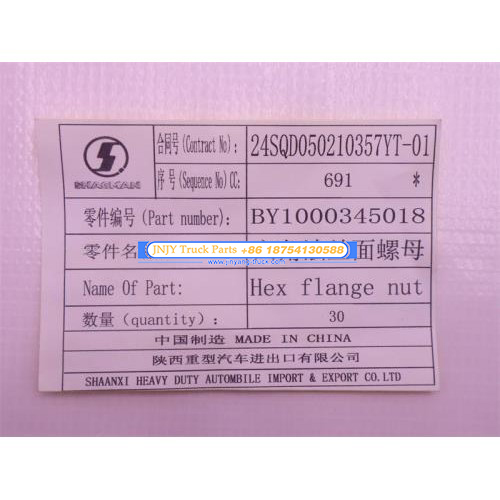 SHACMAN
合同号(Contract No): 24SQD050210357YT-01
序号(Sequence No)CC: 691 *
零件编号(Part number): BY1000345018
零件名 面螺母
JNJY Truck Parts +86 18754130588
www.jnjyngtruck.com
Name Of Part: Hex flange nut
数量(quantity): 30
中国制造 MADE IN CHINA
陕西重型汽车进出口有限公司
SHAANXI HEAVY DUTY AUTOMBILE IMPORT & EXPORT CO.LTD